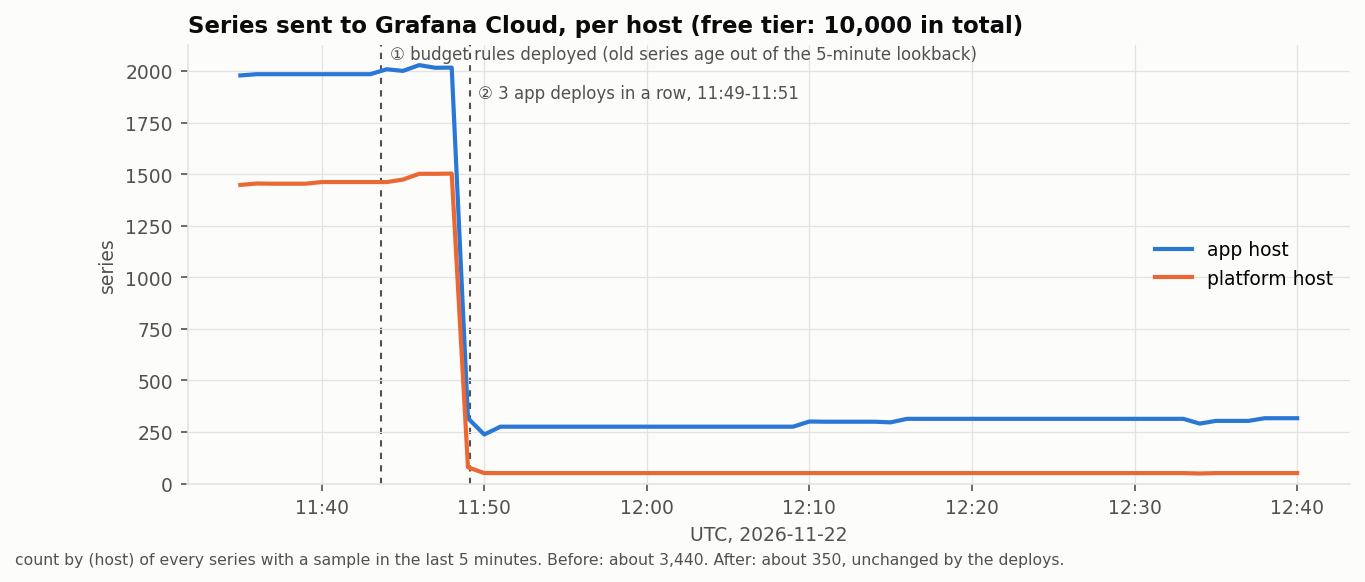 Series sent to Grafana Cloud, per host (free tier: 10,000 in total)
① budget rules deployed (old series age out of the 5-minute lookback)
② 3 app deploys in a row, 11:49-11:51
2000
1750
1500
1250
1000
750
500
250
0
series
app host
platform host
11:40 11:50 12:00 12:10 12:20 12:30 12:40
UTC, 2026-11-22
count by (host) of every series with a sample in the last 5 minutes. Before: about 3,440. After: about 350, unchanged by the deploys.